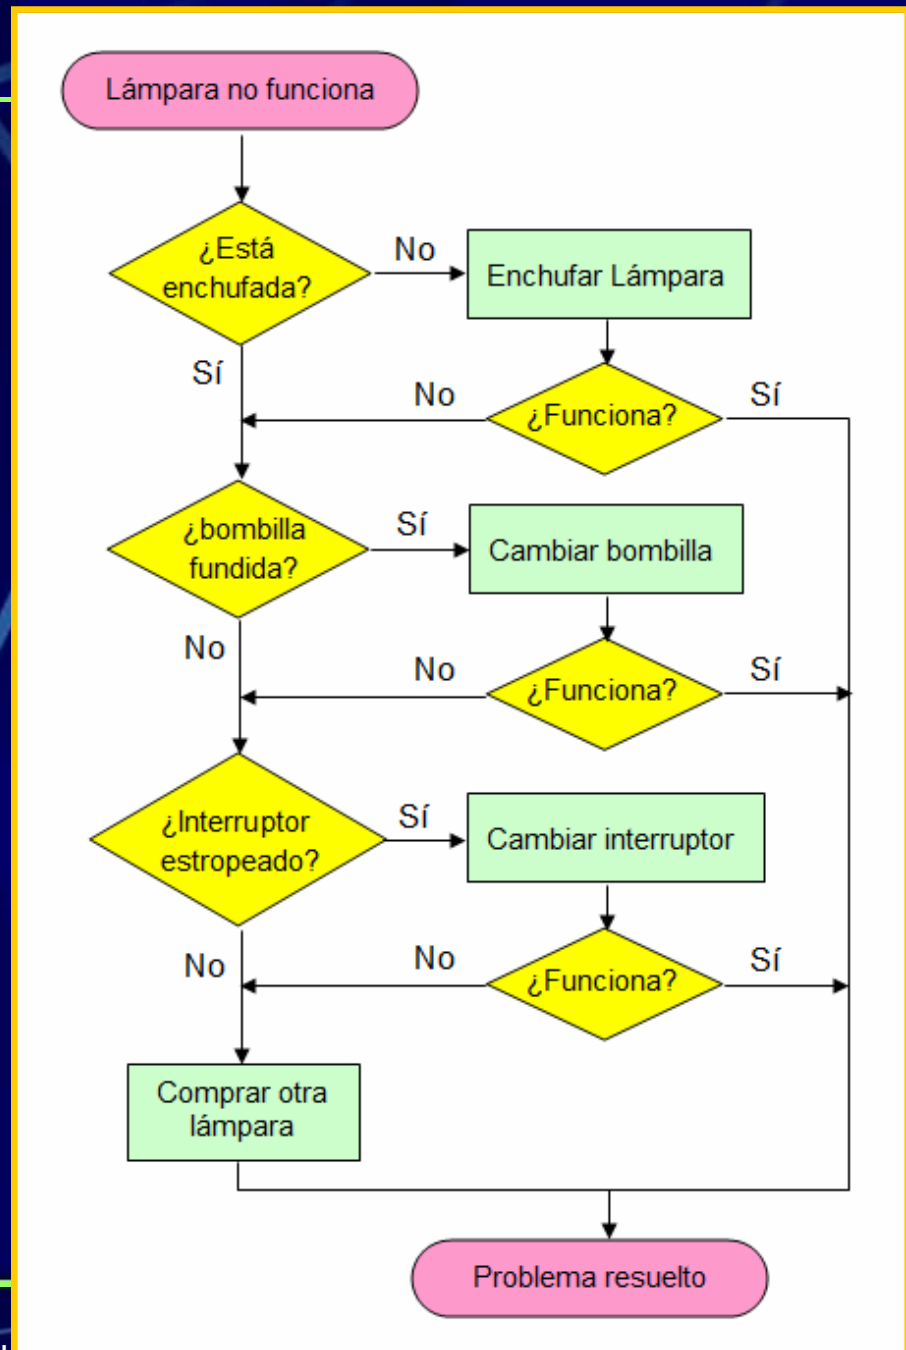 Lámpara no funciona
¿Está
enchufada?
No
Enchufar Lámpara
Sí
No
¿Funciona?
Sí
¿bombilla
fundida?
Sí
Cambiar bombilla
No
No
¿Funciona?
Sí
¿Interruptor
estropeado?
Sí
Cambiar interruptor
No
No
¿Funciona?
Sí
Comprar otra
lámpara
Problema resuelto